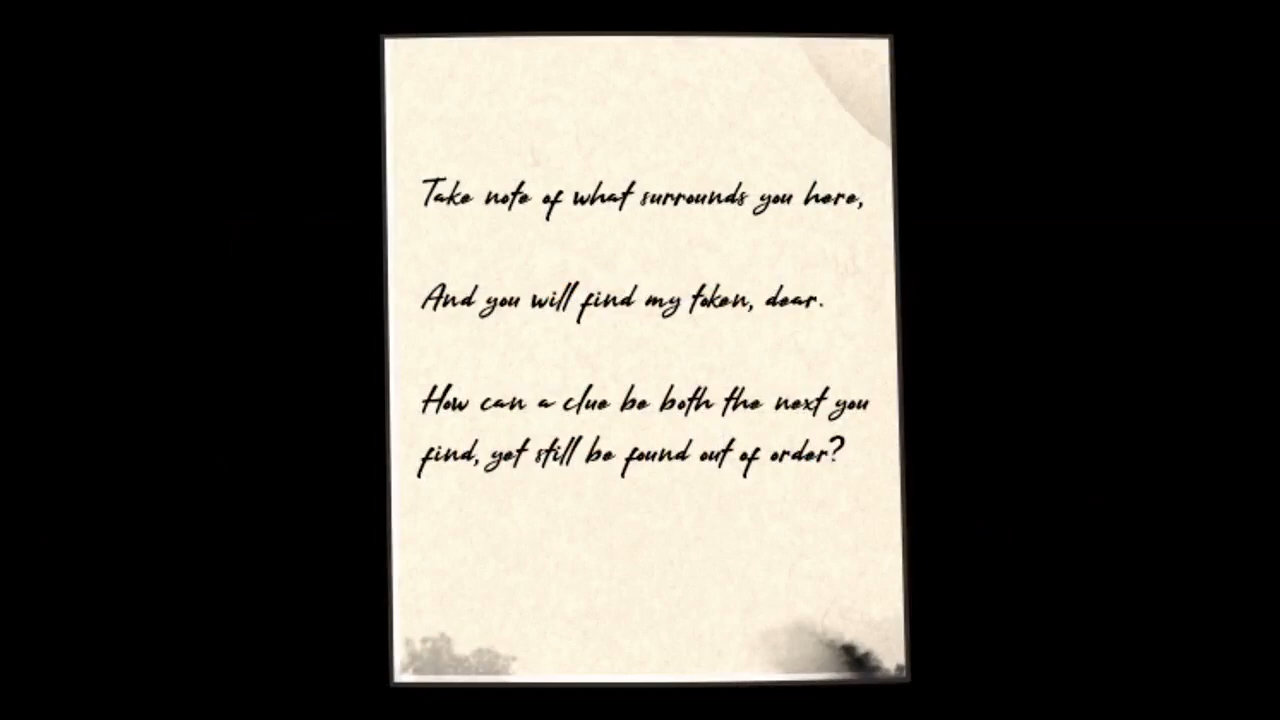 Take note of what surrounds you here,
And you will find my token, dear.
How can a clue be both the next you
find, yet still be found out of order?